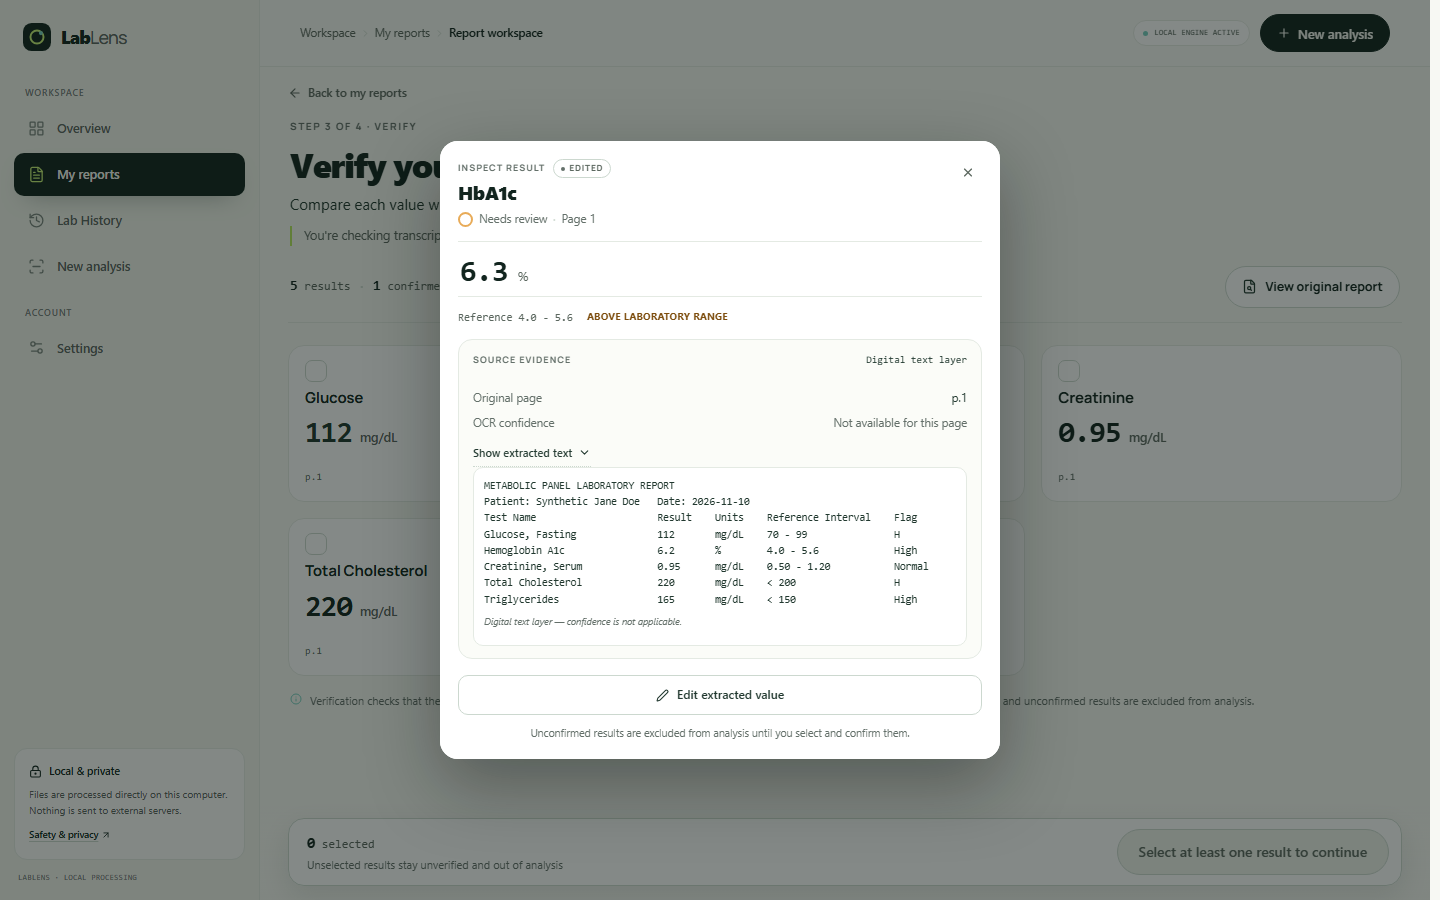 LabLens
WORKSPACE
Overview
My reports
Lab History
New analysis
ACCOUNT
Settings
Local & private
Files are processed directly on this computer.
Nothing is sent to external servers.
Safety & privacy
LABLENS · LOCAL PROCESSING
Workspace My reports Report workspace
LOCAL ENGINE ACTIVE
New analysis
Back to my reports
STEP 3 OF 4 · VERIFY
Verify
Compare each value
You're checking
5 results · 1
View original report
Glucose
112 mg/dL
p.1
Creatinine
0.95 mg/dL
p.1
Total Cholesterol
220 mg/dL
p.1
Verification checks that the
and unconfirmed results are excluded from analysis.
0 selected
Unselected results stay unverified and out of analysis
Select at least one result to continue
INSPECT RESULT EDITED
HbA1c
Needs review · Page 1
6.3 %
Reference 4.0 - 5.6 ABOVE LABORATORY RANGE
SOURCE EVIDENCE Digital text layer
Original page p.1
OCR confidence Not available for this page
Show extracted text
METABOLIC PANEL LABORATORY REPORT
Patient: Synthetic Jane Doe Date: 2026-11-10
Test Name Result Units Reference Interval Flag
Glucose, Fasting 112 mg/dL 70 - 99 H
Hemoglobin A1c 6.2 % 4.0 - 5.6 High
Creatinine, Serum 0.95 mg/dL 0.50 - 1.20 Normal
Total Cholesterol 220 mg/dL < 200 H
Triglycerides 165 mg/dL < 150 High
Digital text layer — confidence is not applicable.
Edit extracted value
Unconfirmed results are excluded from analysis until you select and confirm them.